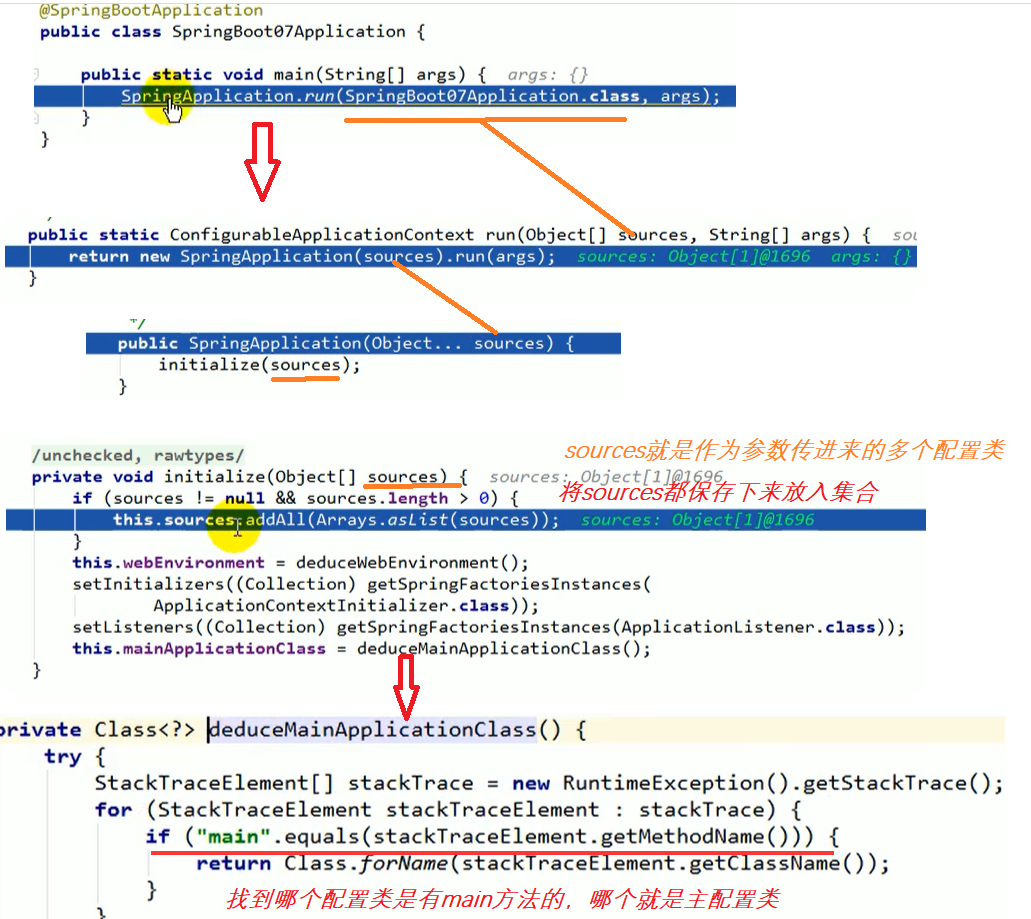 @SpringBootApplication
public class SpringBoot07Application {
public static void main(String[] args) { args: {}
SpringApplication.run(SpringBoot07Application.class, args);
}
}
public static ConfigurableApplicationContext run(Object[] sources, String[] args) { sou
return new SpringApplication(sources).run(args); sources: Object[1]@1696 args: {}
}
*/
public SpringApplication(Object... sources) {
initialize(sources);
}
sources就是作为参数传进来的多个配置类
/unchecked, rawtypes/
private void initialize(Object[] sources) { sources: Object[1]@1696
将sources都保存下来放入集合
if (sources != null && sources.length > 0) {
this.sources.addAll(Arrays.asList(sources)); sources: Object[1]@1696
}
this.webEnvironment = deduceWebEnvironment();
setInitializers((Collection) getSpringFactoriesInstances(
ApplicationContextInitializer.class));
setListeners((Collection) getSpringFactoriesInstances(ApplicationListener.class));
this.mainApplicationClass = deduceMainApplicationClass();
}
private Class<?> deduceMainApplicationClass() {
try {
StackTraceElement[] stackTrace = new RuntimeException().getStackTrace();
for (StackTraceElement stackTraceElement : stackTrace) {
if ("main".equals(stackTraceElement.getMethodName())) {
return Class.forName(stackTraceElement.getClassName());
}
找到哪个配置类是有main方法的，哪个就是主配置类
}